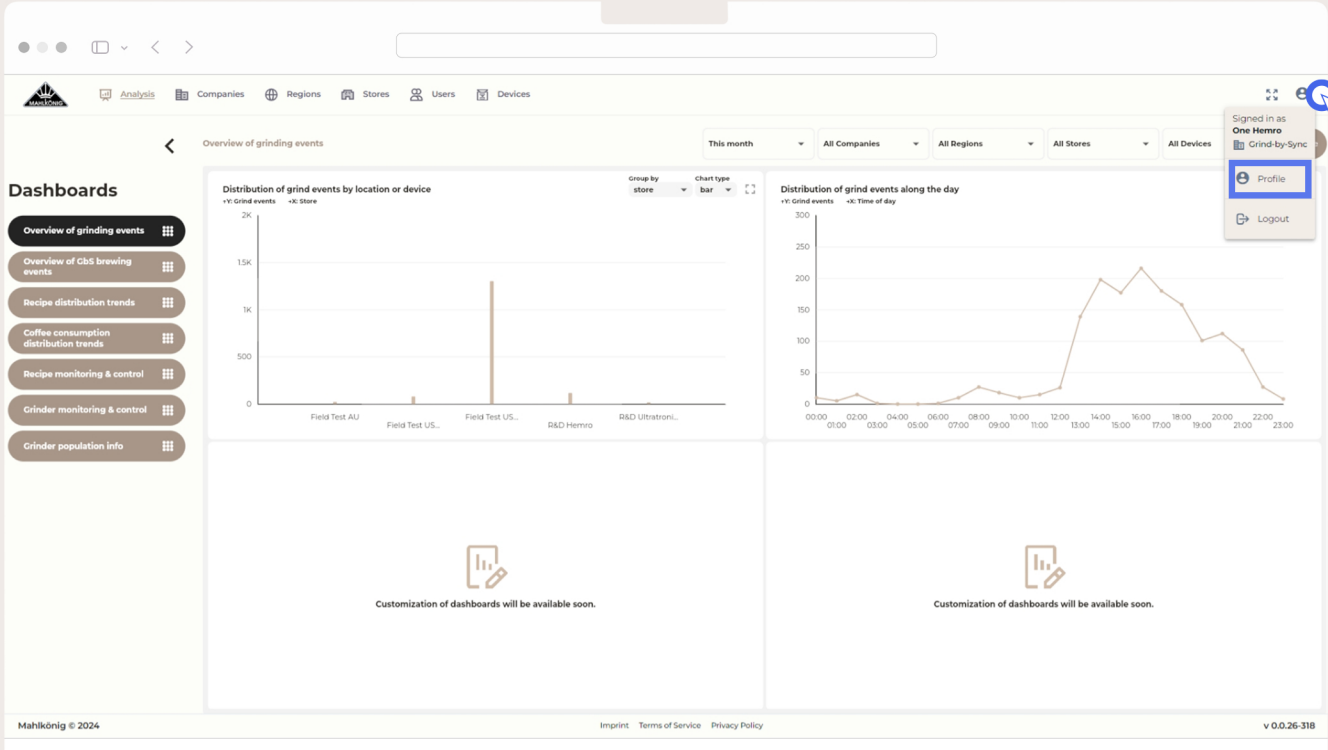 MAHLKÖNIG
Analysis
Companies
Regions
Stores
Users
Devices
Signed in as
One Hemro
Grind-by-Sync
Profile
Logout
Overview of grinding events
This month
All Companies
All Regions
All Stores
All Devices
Dashboards
Overview of grinding events
Overview of GbS brewing
events
Recipe distribution trends
Coffee consumption
distribution trends
Recipe monitoring & control
Grinder monitoring & control
Grinder population info
Distribution of grind events by location or device
+Y: Grind events +X: Store
Group by
store
Chart type
bar
2K
1.5K
1K
500
0
Field Test AU
Field Test US...
Field Test US...
R&D Hemro
R&D Ultratroni...
Distribution of grind events along the day
+Y: Grind events +X: Time of day
300
250
200
150
100
50
0
00:00 02:00 04:00 06:00 08:00 10:00 12:00 14:00 16:00 18:00 20:00 22:00
01:00 03:00 05:00 07:00 09:00 11:00 13:00 15:00 17:00 19:00 21:00 23:00
Customization of dashboards will be available soon.
Customization of dashboards will be available soon.
Mahlkönig © 2024
Imprint Terms of Service Privacy Policy
v 0.0.26-318